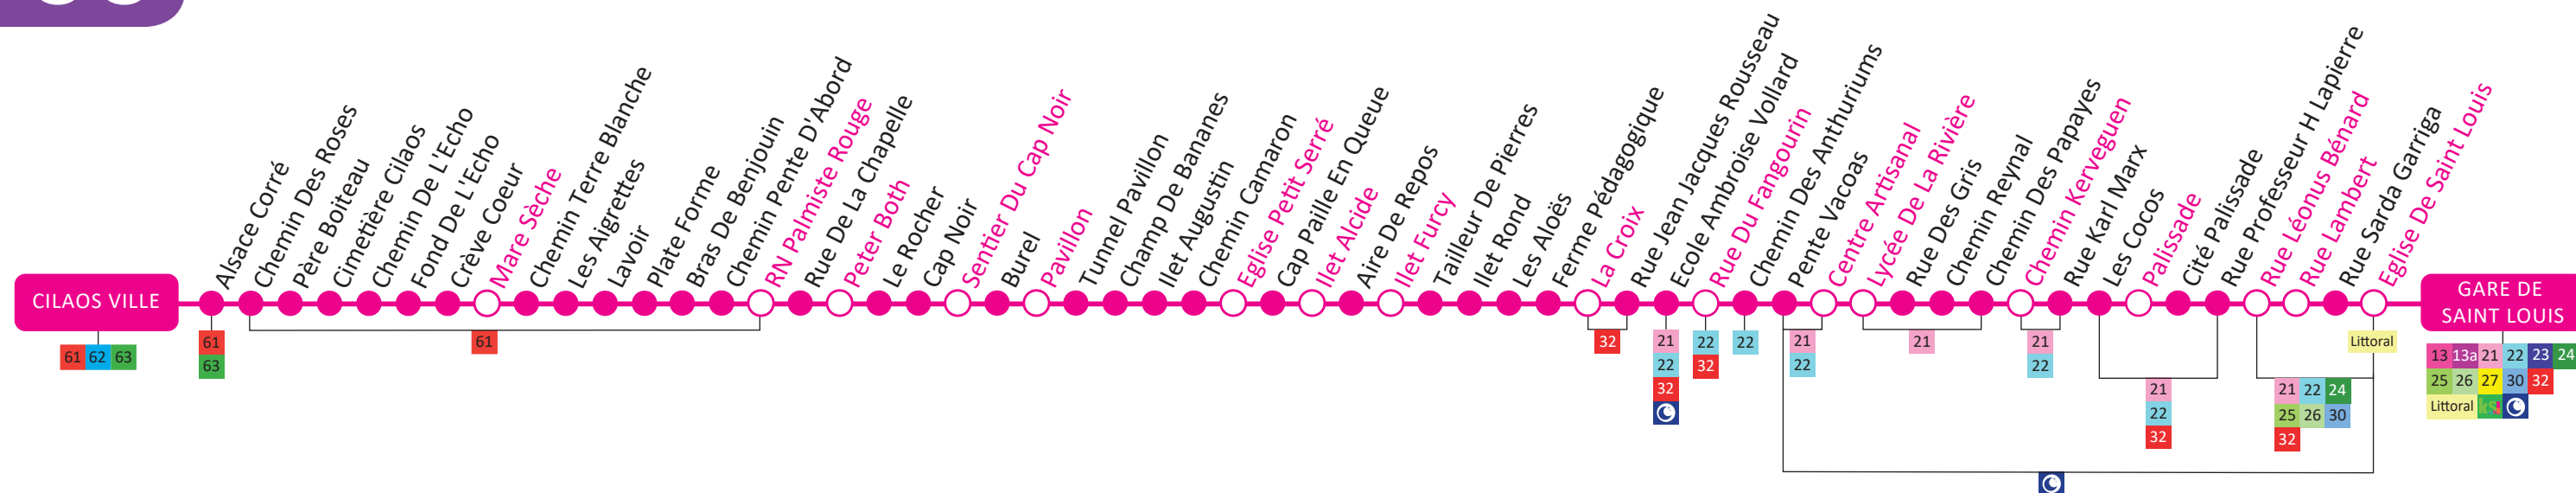 CILAOS VILLE
61 62 63
Alsace Corré
Chemin Des Roses
Père Boiteau
Cimetière Cilaos
Chemin De L'Echo
Fond De L'Echo
Crève Coeur
Mare Sèche
Chemin Terre Blanche
Les Aigrettes
Lavoir
Plate Forme
Bras De Benjouin
Chemin Pente D'Abord
RN Palmiste Rouge
Rue De La Chapelle
Peter Both
Le Rocher
Cap Noir
Sentier Du Cap Noir
Burel
Pavillon
Tunnel Pavillon
Champ De Bananes
Illet Augustin
Chemin Camaron
Eglise Petit Serré
Cap Paille En Queue
Illet Alcide
Aire De Repos
Illet Furcy
Tailleur De Pierres
Illet Rond
Les Aloës
Ferme Pédagogique
La Croix
Rue Jean Jacques Rousseau
Ecole Ambroise Vollard
Rue Du Fangourin
Chemin Des Anthuriums
Pente Vacoas
Centre Artisanal
Lycée De La Rivière
Rue Des Gris
Chemin Reynal
Chemin Des Papayes
Chemin Kerveguen
Rue Karl Marx
Les Cocos
Palissade
Cité Palissade
Rue Professeur H Lapierre
Rue Léonus Bénard
Rue Lambert
Rue Sarda Garriga
Eglise De Saint Louis
GARE DE
SAINT LOUIS
61
63
61
32
21
22
32
22
32
22
21
22
21
21
22
21
22
32
Littoral
21 22 24
25 26 30
32
13 13a 21 22 23 24
25 26 27 30 32
Littoral ks